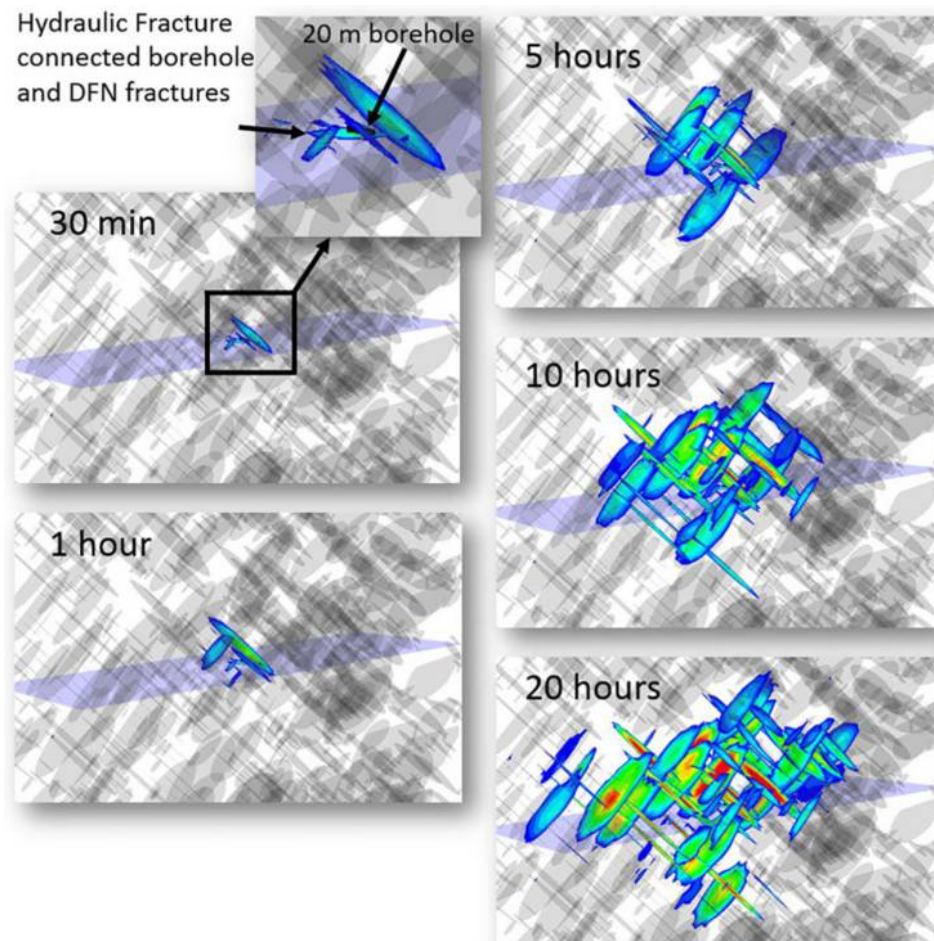 Hydraulic Fracture
connected borehole
and DFN fractures
20 m borehole
30 min
1 hour
5 hours
10 hours
20 hours